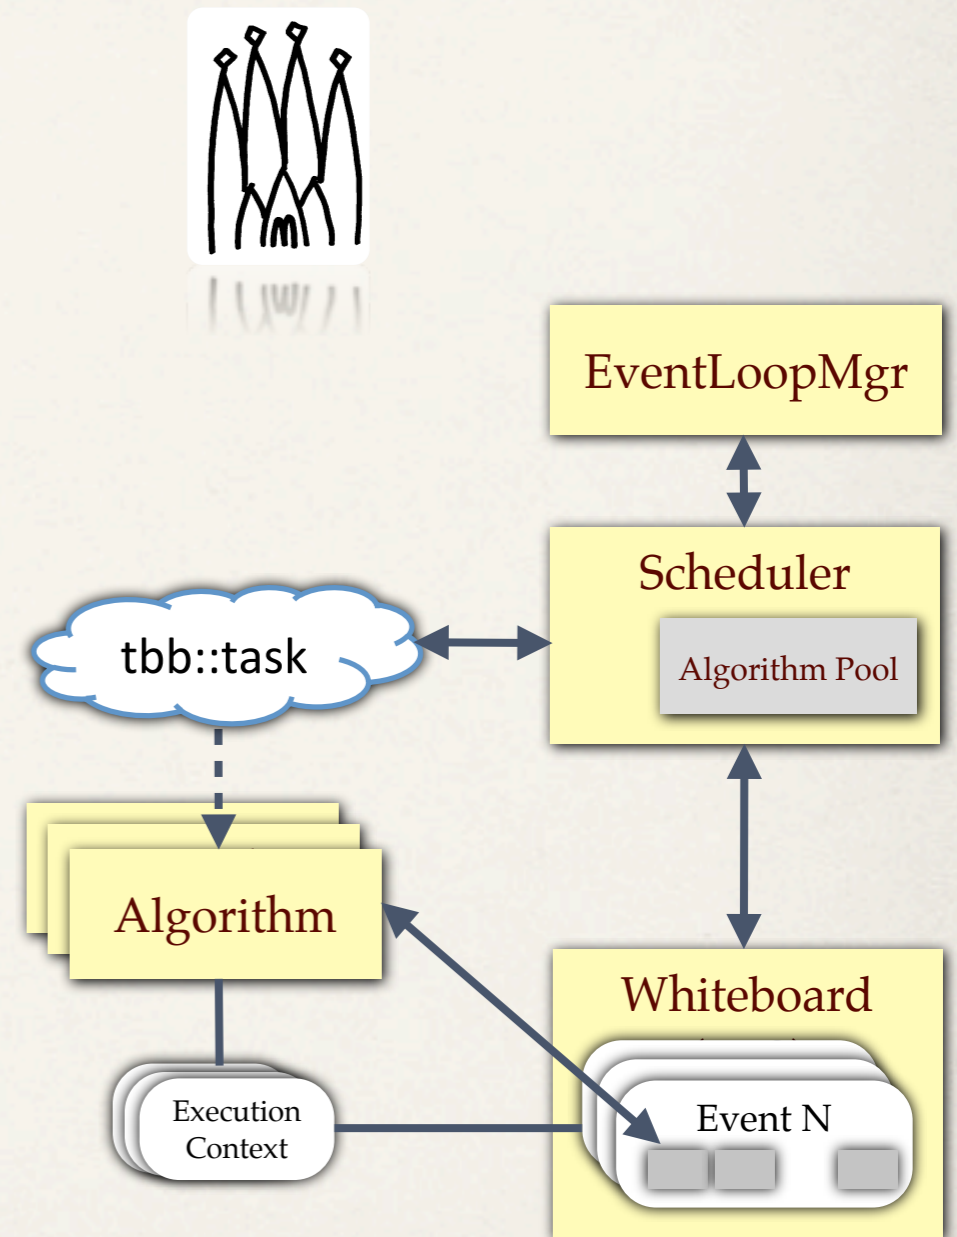 EventLoopMgr
Scheduler
Algorithm Pool
tbb::task
Algorithm
Whiteboard
Execution
Context
Event N